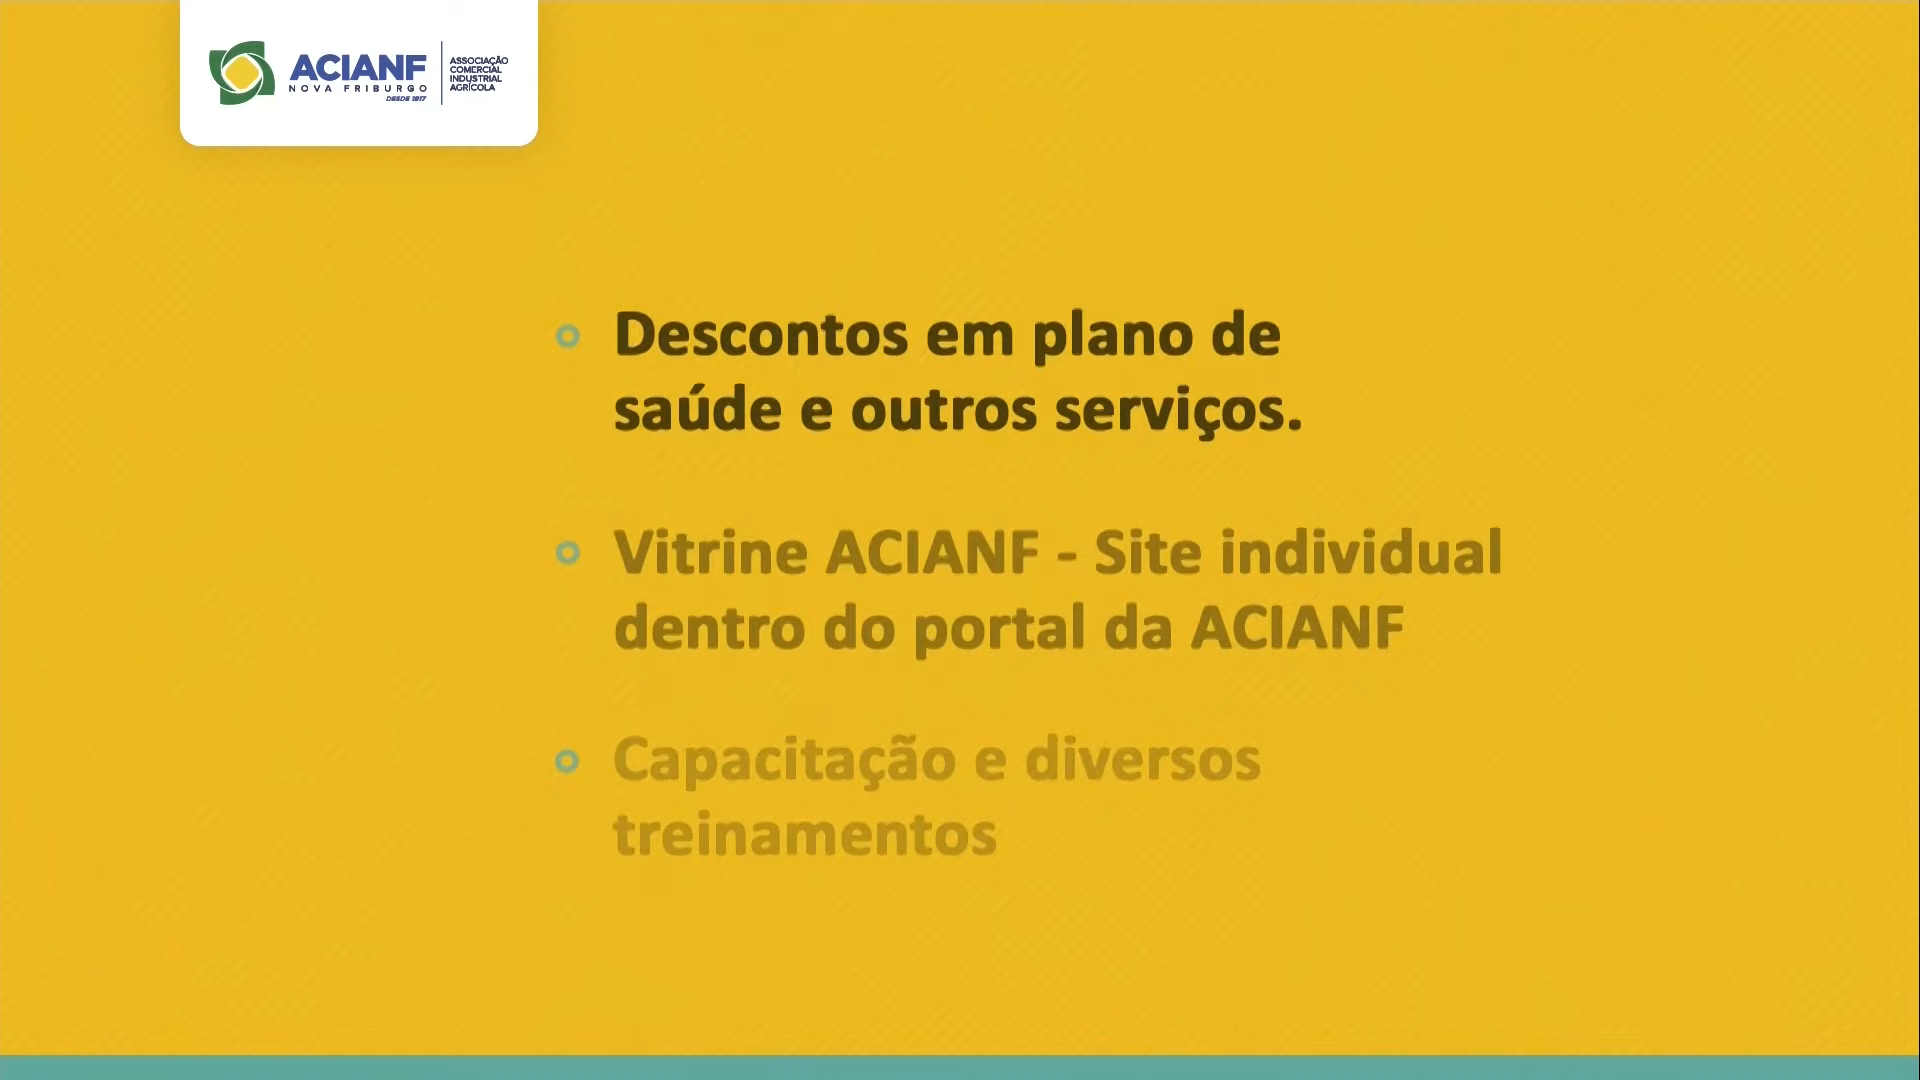 ACIANF
NOVA FRIBURGO
DESDE 1917
ASSOCIAÇÃO
COMERCIAL
INDUSTRIAL
AGRÍCOLA
Descontos em plano de
saúde e outros serviços.
Vitrine ACIANF - Site individual
dentro do portal da ACIANF
Capacitação e diversos
treinamentos